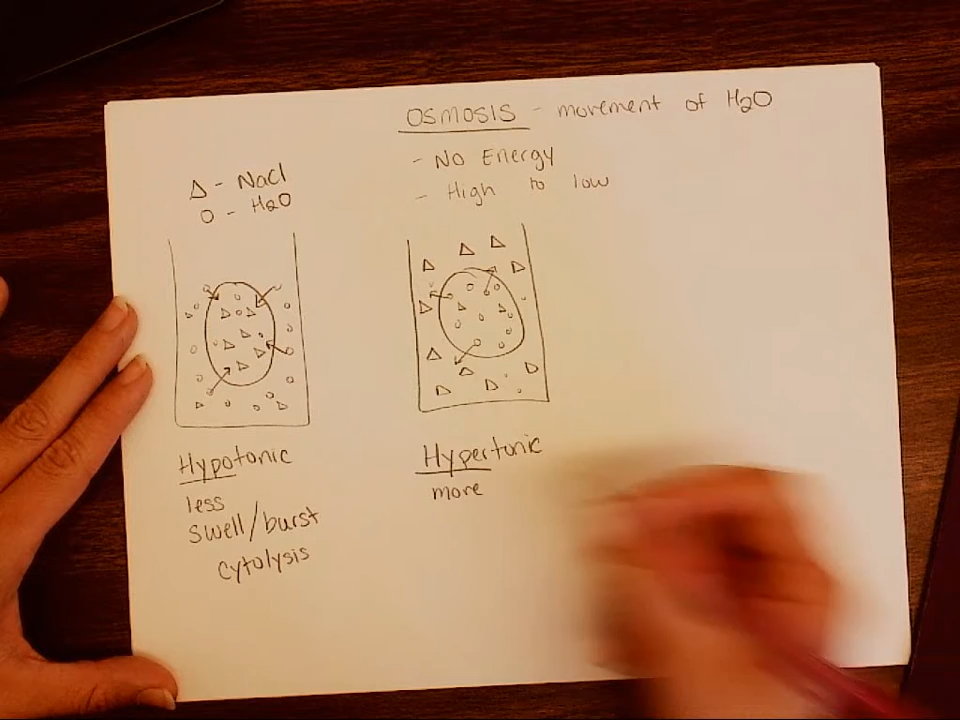 OSMOSIS - movement of H2O
- No Energy
- High to low
Δ - NaCl
O - H2O
Hypotonic
less
swell/burst
cytolysis
Hypertonic
more